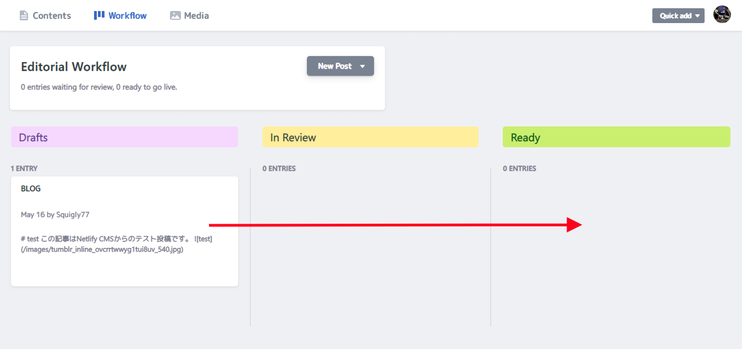 Contents
Workflow
Media
Quick add
Editorial Workflow
New Post
0 entries waiting for review, 0 ready to go live.
Drafts
In Review
Ready
1 ENTRY
0 ENTRIES
0 ENTRIES
BLOG
May 16 by Squigly77
# test この記事はNetlify CMSからのテスト投稿です。 ![test]
(/images/tumblr_inline_ovcrrtwwyg1tui8uv_540.jpg)